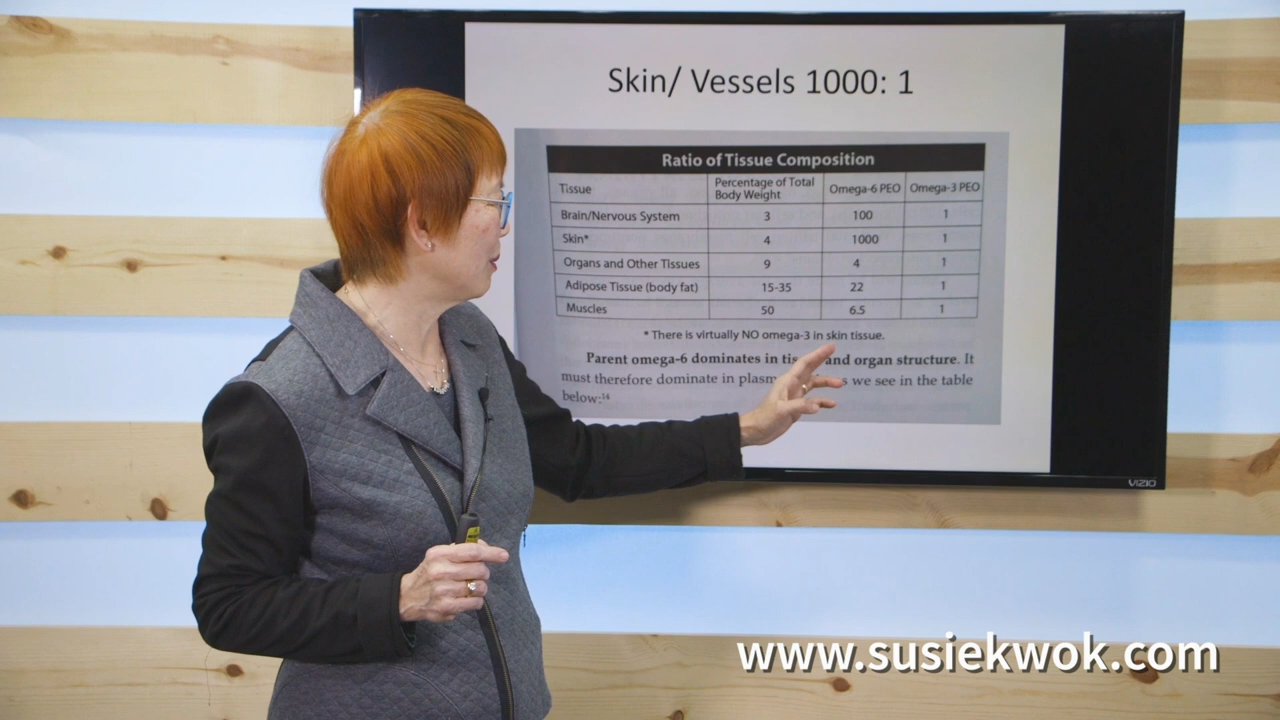 Skin/ Vessels 1000: 1
Ratio of Tissue Composition
Tissue Percentage of Total Body Weight Omega-6 PEO Omega-3 PEO
Brain/Nervous System 3 100 1
Skin* 4 1000 1
Organs and Other Tissues 9 4 1
Adipose Tissue (body fat) 15-35 22 1
Muscles 50 6.5 1
* There is virtually NO omega-3 in skin tissue.
Parent omega-6 dominates in and organ structure. It
must therefore dominate in we see in the table
below:14
VIZIO
www.susiekwok.com